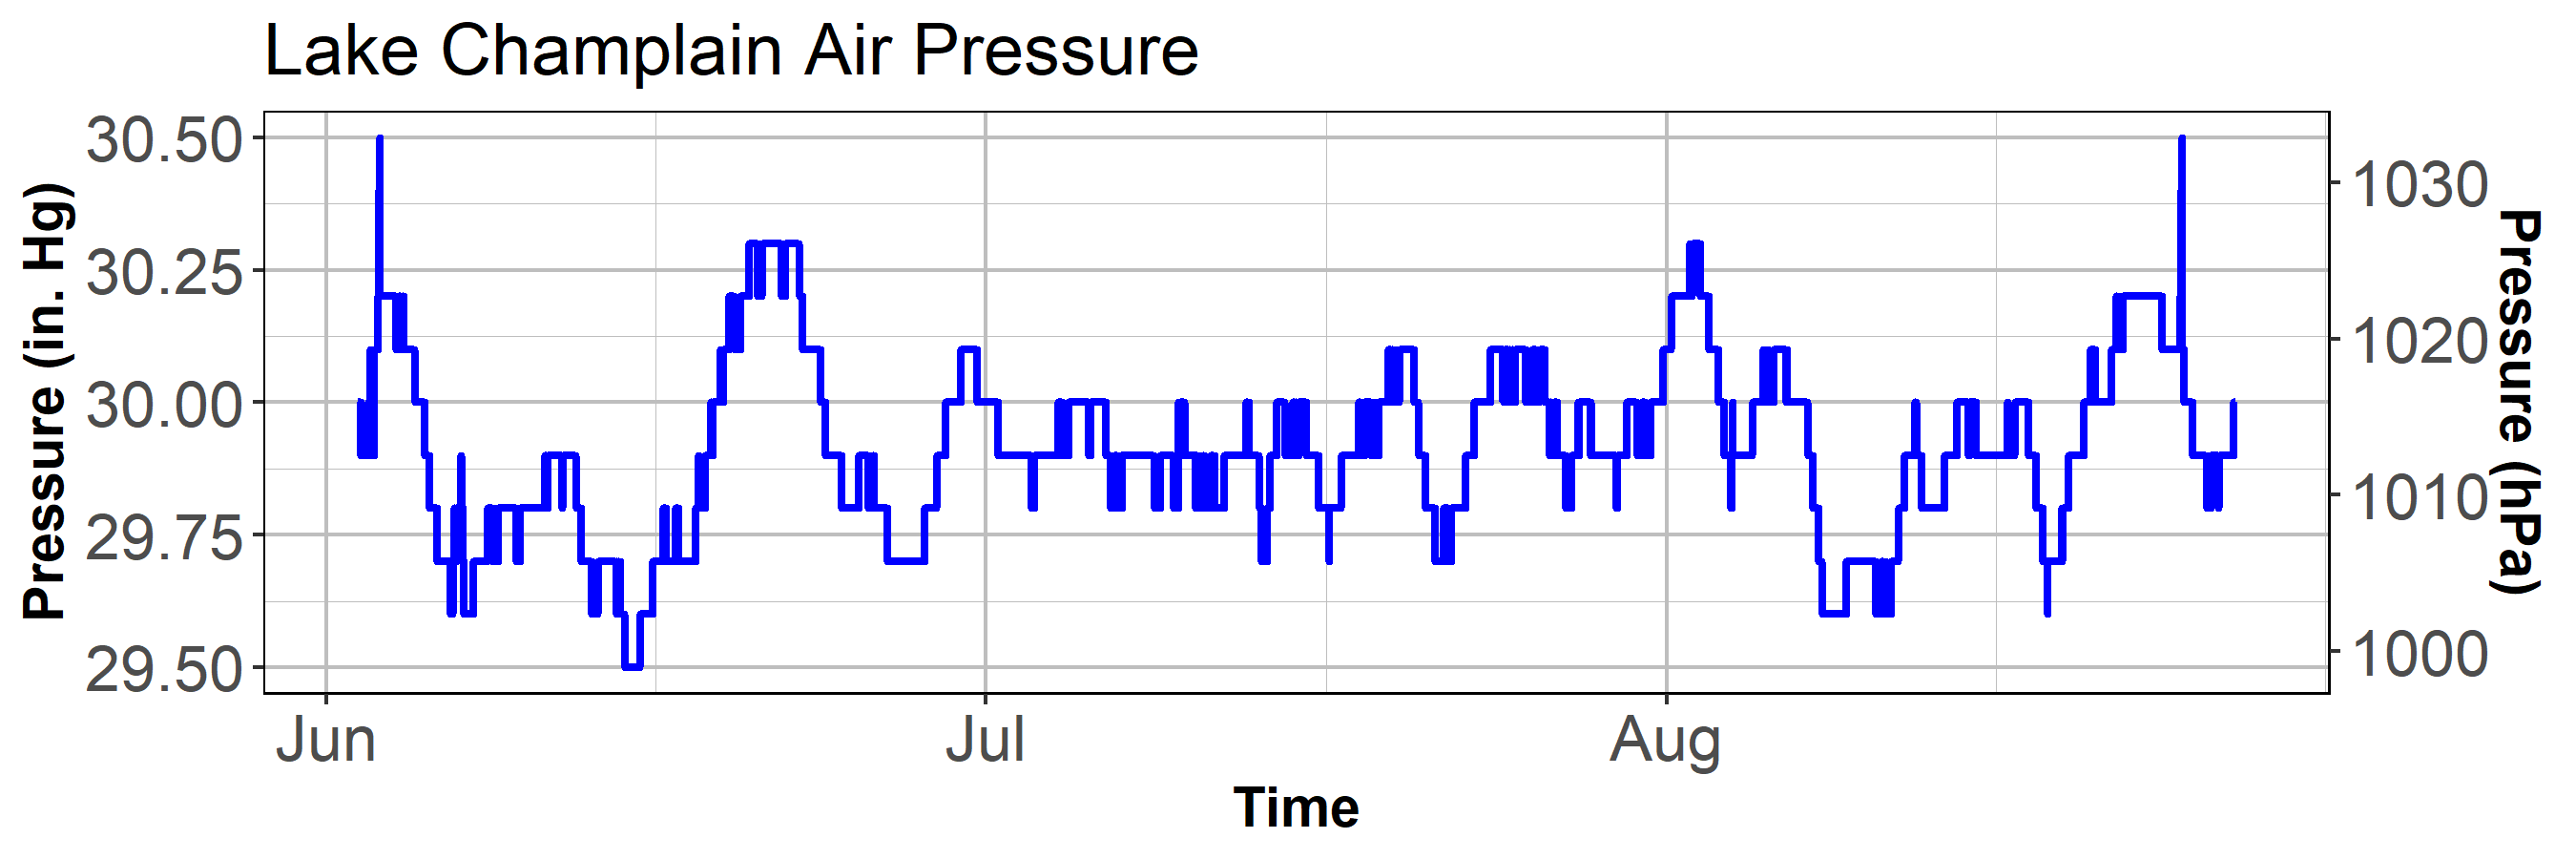 Lake Champlain Air Pressure
Pressure (in. Hg)
30.50
30.25
30.00
29.75
29.50
1030
1020
1010
1000
Pressure (hPa)
Jun
Jul
Aug
Time